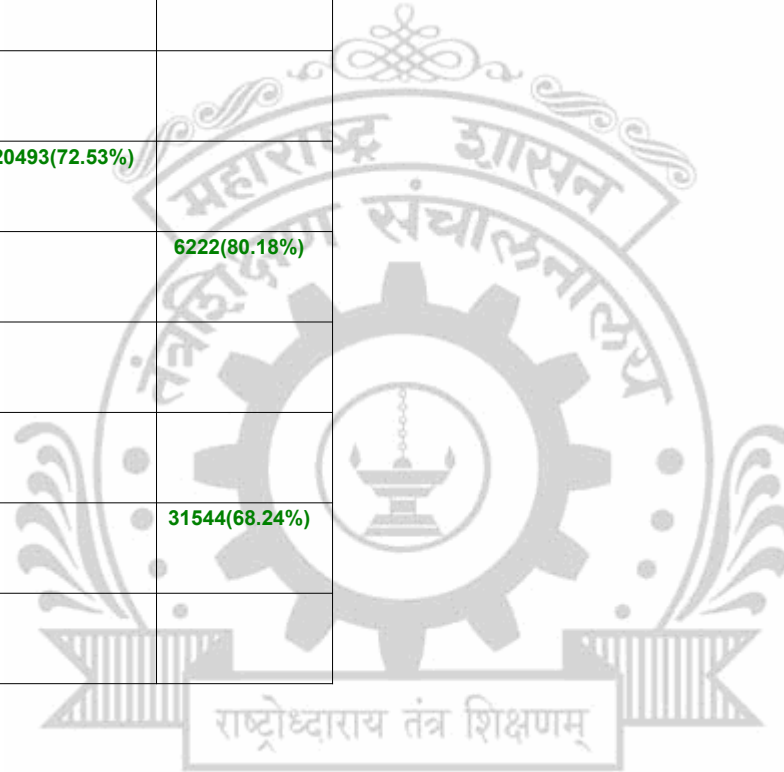 महाराष्ट्र शासन
20493(72.53%)
तंत्रशिक्षण संचालनालय
6222(80.18%)
31544(68.24%)
राष्ट्रोध्दाराय तंत्र शिक्षणम्